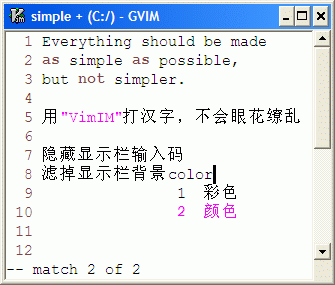 simple + (C:/) - GVIM
1 Everything should be made
2 as simple as possible,
3 but not simpler.
4
5 用"VimIM"打汉字，不会眼花缭乱
6
7 隐藏显示栏输入码
8 滤掉显示栏背景color
9 1 彩色
10 2 颜色
11
12
-- match 2 of 2